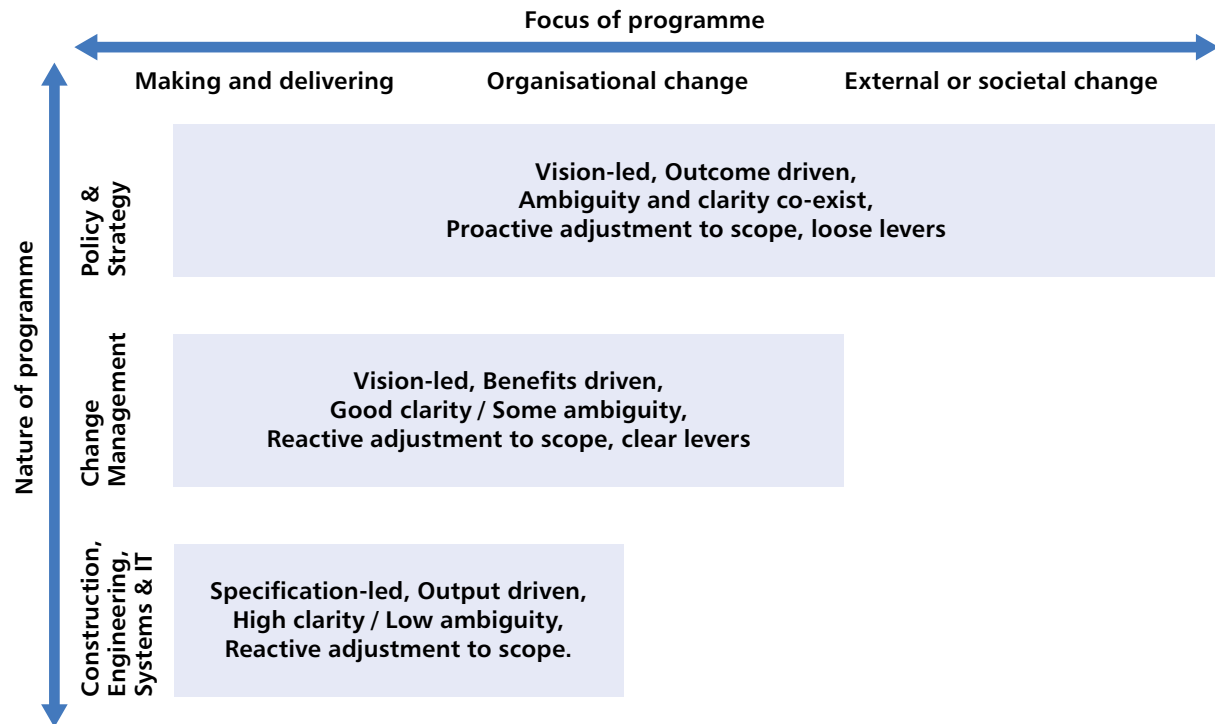 Focus of programme
Making and delivering
Organisational change
External or societal change
Nature of programme
Policy &
Strategy
Vision-led, Outcome driven,
Ambiguity and clarity co-exist,
Proactive adjustment to scope, loose levers
Change
Management
Vision-led, Benefits driven,
Good clarity / Some ambiguity,
Reactive adjustment to scope, clear levers
Construction,
Engineering,
Systems & IT
Specification-led, Output driven,
High clarity / Low ambiguity,
Reactive adjustment to scope.